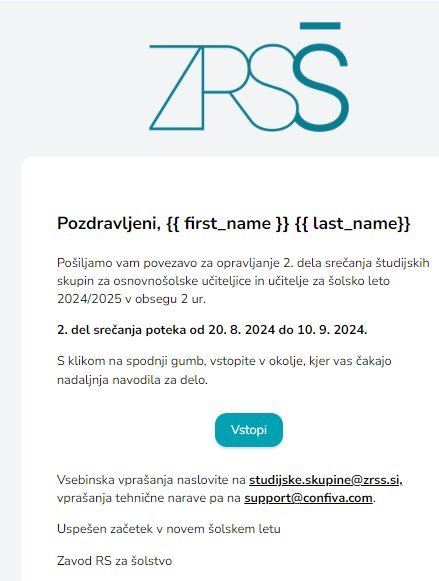 ZRSŠ
Pozdravljeni, {{ first_name }} {{ last_name}}
Pošiljamo vam povezavo za opravljanje 2. dela srečanja študijskih
skupin za osnovnošolske učiteljice in učitelje za šolsko leto
2024/2025 v obsegu 2 ur.
2. del srečanja poteka od 20. 8. 2024 do 10. 9. 2024.
S klikom na spodnji gumb, vstopite v okolje, kjer vas čakajo
nadaljnja navodila za delo.
Vstopi
Vsebinska vprašanja naslovite na studijske.skupine@zrss.si,
vprašanja tehnične narave pa na support@confiva.com.
Uspešen začetek v novem šolskem letu
Zavod RS za šolstvo